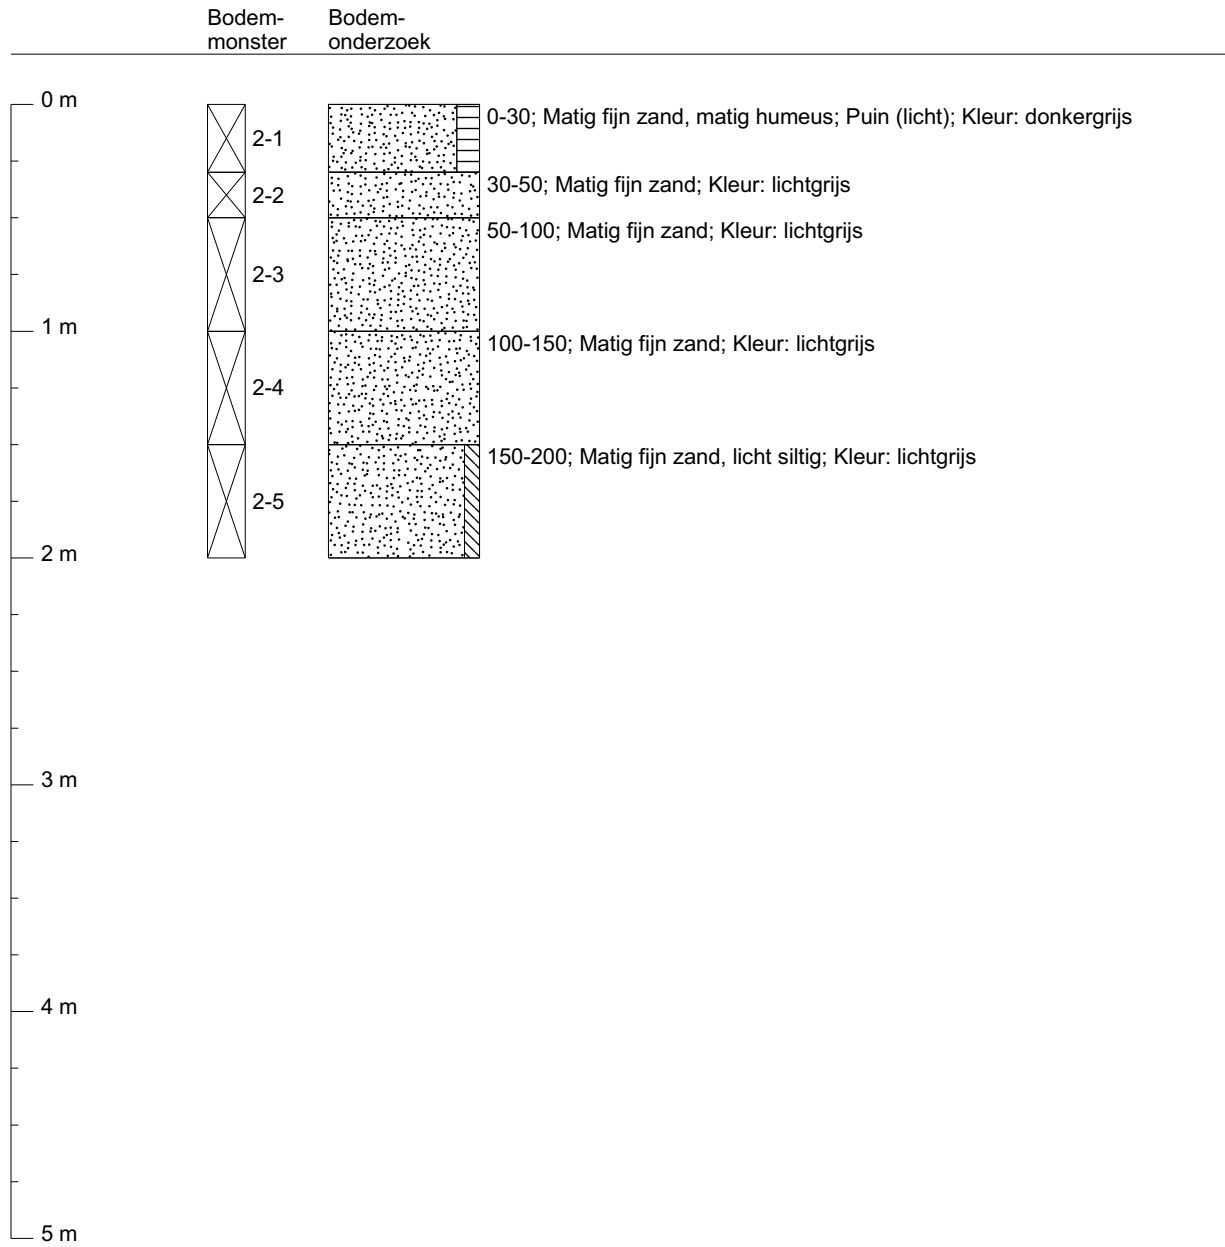 Bodem-
monster
Bodem-
onderzoek
0 m
2-1
0-30; Matig fijn zand, matig humeus; Puin (licht); Kleur: donkergrijs
2-2
30-50; Matig fijn zand; Kleur: lichtgrijs
50-100; Matig fijn zand; Kleur: lichtgrijs
2-3
1 m
100-150; Matig fijn zand; Kleur: lichtgrijs
2-4
150-200; Matig fijn zand, licht siltig; Kleur: lichtgrijs
2-5
2 m
3 m
4 m
5 m